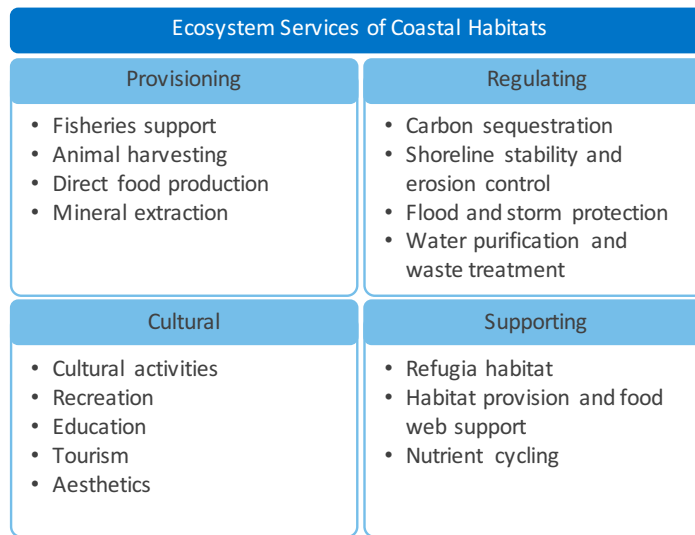 Ecosystem Services of Coastal Habitats
Provisioning
• Fisheries support
• Animal harvesting
• Direct food production
• Mineral extraction
Regulating
• Carbon sequestration
• Shoreline stability and
erosion control
• Flood and storm protection
• Water purification and
waste treatment
Cultural
• Cultural activities
• Recreation
• Education
• Tourism
• Aesthetics
Supporting
• Refugia habitat
• Habitat provision and food
web support
• Nutrient cycling